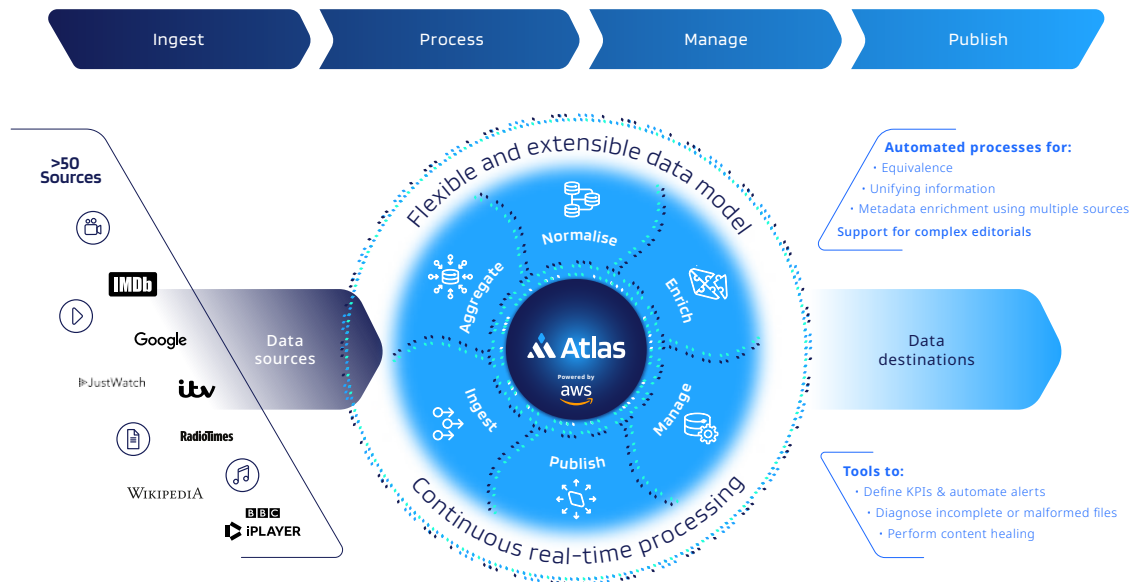 Ingest
Process
Manage
Publish
>50
Sources
IMDb
Google
JustWatch
itv
RadioTimes
WIKIPEDIA
BBC
iPLAYER
Data
sources
Flexible and extensible data model
Normalise
Enrich
Manage
Publish
Ingest
Aggregate
Atlas
Powered by
aws
Continuous real-time processing
Automated processes for:
· Equivalence
· Unifying information
· Metadata enrichment using multiple sources
Support for complex editorials
Data
destinations
Tools to:
· Define KPIs & automate alerts
· Diagnose incomplete or malformed files
· Perform content healing